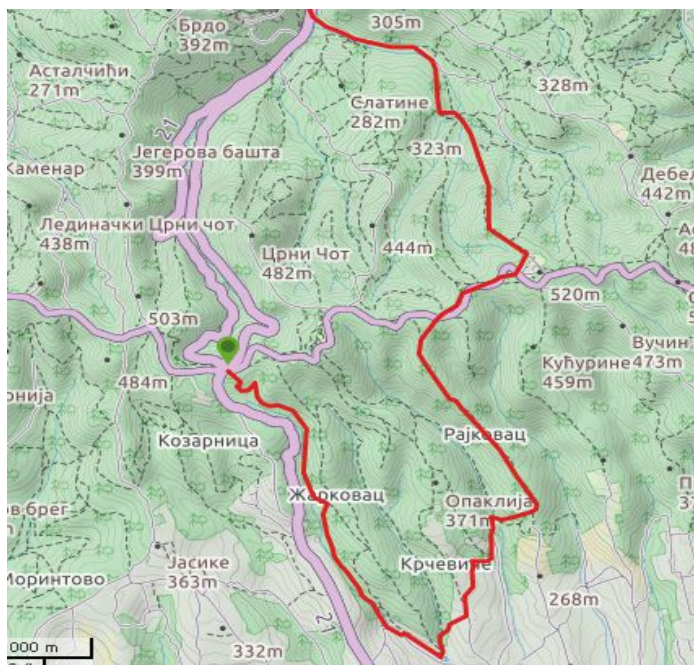 Брдо
392m
305m
Асталчићи
271m
Слатине
282m
328m
21
Јегерова башта
399m
323m
Каменар
Дебел
442m
Лединачки Црни чот
438m
Црни Чот
482m
444m
520m
503m
Вучин
473m
Кућурине
459m
484m
Козарница
Рајковац
Жарковац
Опаклија
371m
ов брег
Јасике
363m
Крчевине
Моринтово
268m
21
332m
000 m